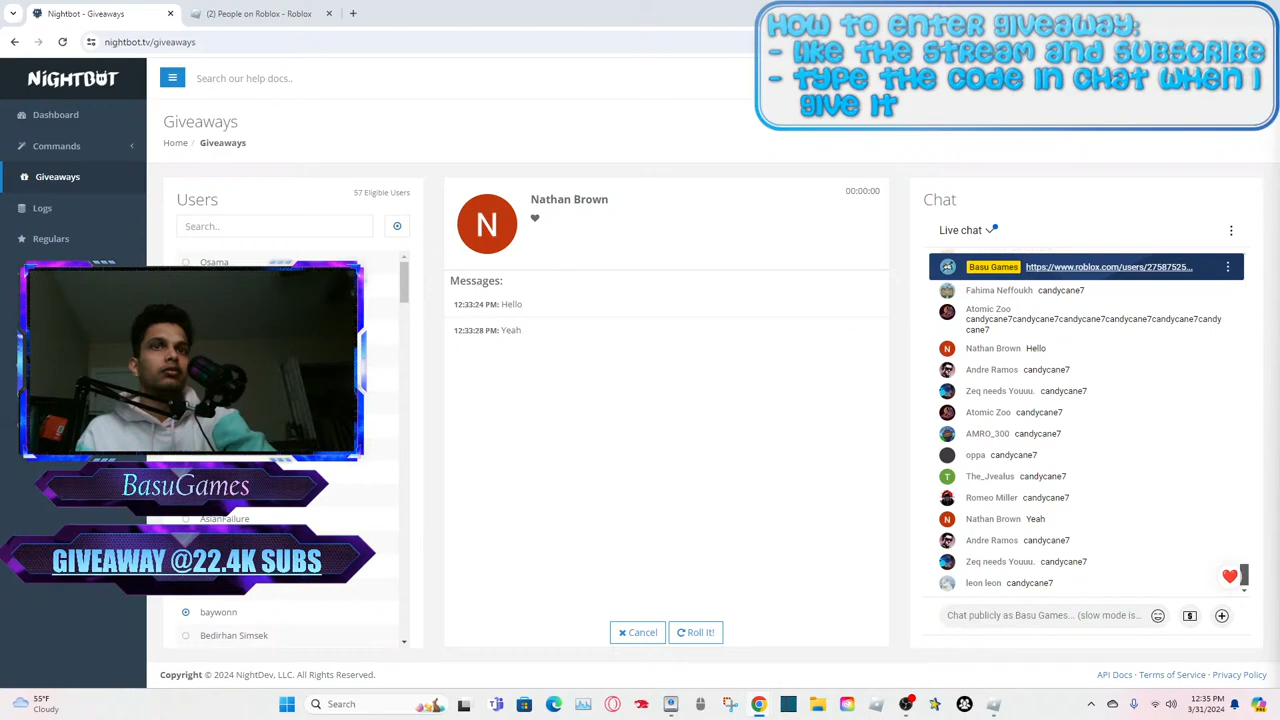 Nightbot - Giveaways
(2) People on Roblox - Roblox
nightbot.tv/giveaways
How to enter giveaway:
- Like the stream and subscribe
- type the code in chat when I
give it
NIGHTBOT
Search our help docs..
Dashboard
Commands
Giveaways
Logs
Regulars
Giveaways
Home / Giveaways
Users
57 Eligible Users
Search..
Osama
AsianFailure
baywonn
Bedirhan Simsek
BasuGames
GIVEAWAY @22.4K SUBS
N
Nathan Brown
00:00:00
Messages:
12:33:24 PM: Hello
12:33:28 PM: Yeah
Cancel
Roll It!
Chat
Live chat
Basu Games https://www.roblox.com/users/27587525...
Fahima Neffoukh candycane7
Atomic Zoo
candycane7candycane7candycane7candycane7candycane7candy
cane7
N Nathan Brown Hello
Andre Ramos candycane7
Zeq needs Youuu. candycane7
Atomic Zoo candycane7
AMRO_300 candycane7
oppa candycane7
T The_Jvealus candycane7
Romeo Miller candycane7
N Nathan Brown Yeah
Andre Ramos candycane7
Zeq needs Youuu. candycane7
leon leon candycane7
Chat publicly as Basu Games... (slow mode is...
Copyright © 2024 NightDev, LLC. All Rights Reserved.
API Docs - Terms of Service - Privacy Policy
55°F
Cloudy
Search
12:35 PM
3/31/2024